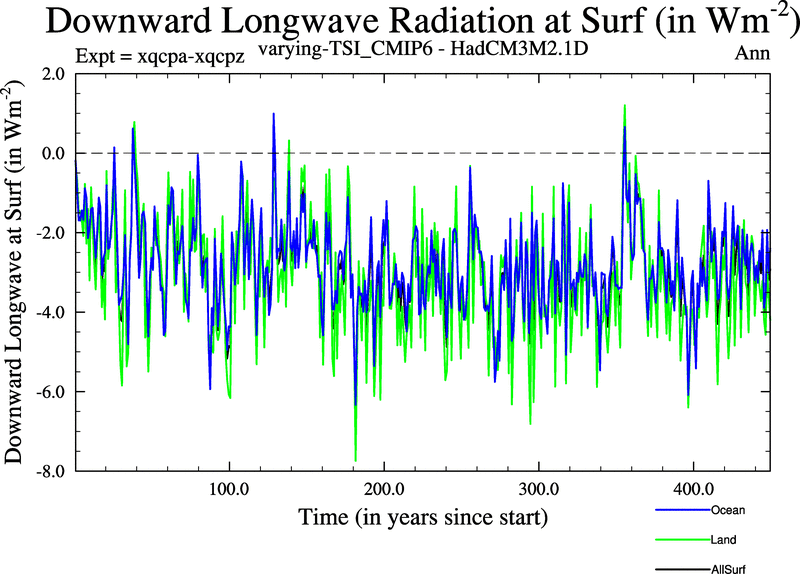 Downward Longwave Radiation at Surf (in Wm-2)
Expt = xqcpa-xqcpz varying-TSI_CMIP6 - HadCM3M2.1D Ann
Downward Longwave at Surf (in Wm-2)
2.0
0.0
-2.0
-4.0
-6.0
-8.0
100.0 200.0 300.0 400.0
Time (in years since start)
Ocean
Land
AllSurf